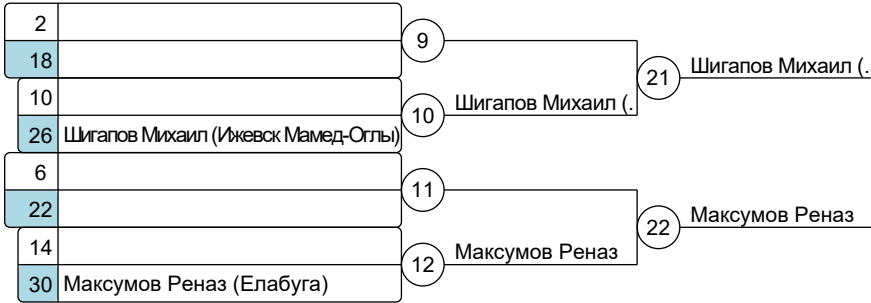 2
18
9
10
26 Шигапов Михаил (Ижевск Мамед-Оглы)
10
Шигапов Михаил (.
21
Шигапов Михаил (.
6
22
11
14
30 Максумов Реназ (Елабуга)
12
Максумов Реназ
22
Максумов Реназ